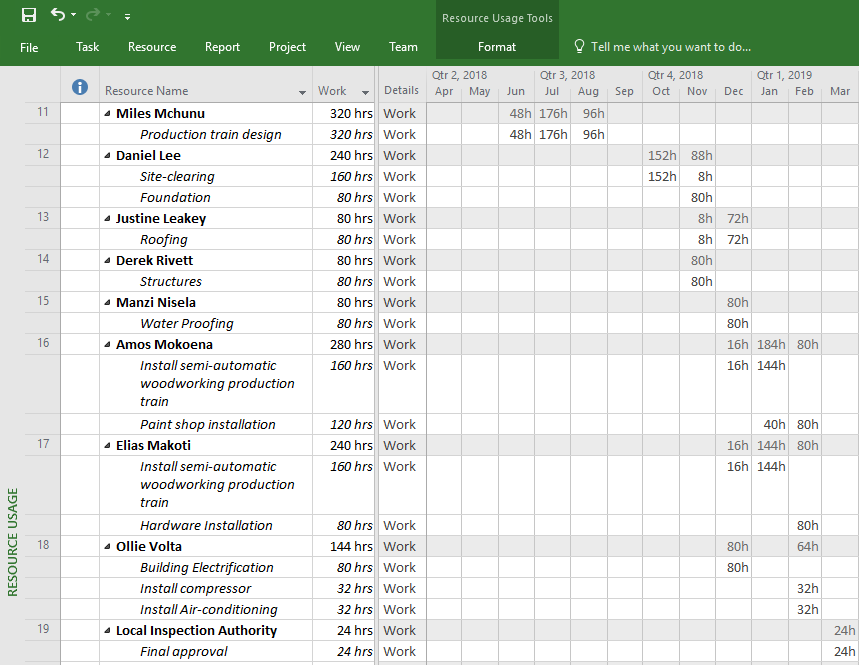 Resource Usage Tools
File Task Resource Report Project View Team Format Tell me what you want to do...
Qtr 2, 2018 Qtr 3, 2018 Qtr 4, 2018 Qtr 1, 2019
Resource Name Work Details Apr May Jun Jul Aug Sep Oct Nov Dec Jan Feb Mar
11 Miles Mchunu 320 hrs Work 48h 176h 96h
Production train design 320 hrs Work 48h 176h 96h
12 Daniel Lee 240 hrs Work 152h 88h
Site-clearing 160 hrs Work 152h 8h
Foundation 80 hrs Work 80h
13 Justine Leakey 80 hrs Work 8h 72h
Roofing 80 hrs Work 8h 72h
14 Derek Rivett 80 hrs Work 80h
Structures 80 hrs Work 80h
15 Manzi Nisela 80 hrs Work 80h
Water Proofing 80 hrs Work 80h
16 Amos Mokoena 280 hrs Work 16h 184h 80h
Install semi-automatic 160 hrs Work 16h 144h
woodworking production
train
Paint shop installation 120 hrs Work 40h 80h
17 Elias Makoti 240 hrs Work 16h 144h 80h
Install semi-automatic 160 hrs Work 16h 144h
woodworking production
train
Hardware Installation 80 hrs Work 80h
18 Ollie Volta 144 hrs Work 80h 64h
Building Electrification 80 hrs Work 80h
Install compressor 32 hrs Work 32h
Install Air-conditioning 32 hrs Work 32h
19 Local Inspection Authority 24 hrs Work 24h
Final approval 24 hrs Work 24h
RESOURCE USAGE